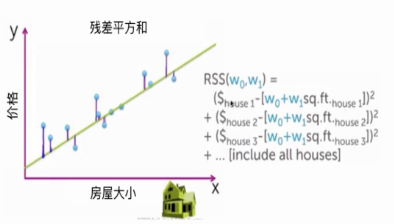 残差平方和
y
价格
RSS(w0,w1) =
($house 1-[w0+w1sq.ft.house 1])²
+ ($house 2-[w0+w1sq.ft.house 2])²
+ ($house 3-[w0+w1sq.ft.house 3])²
+ ... [include all houses]
x
房屋大小